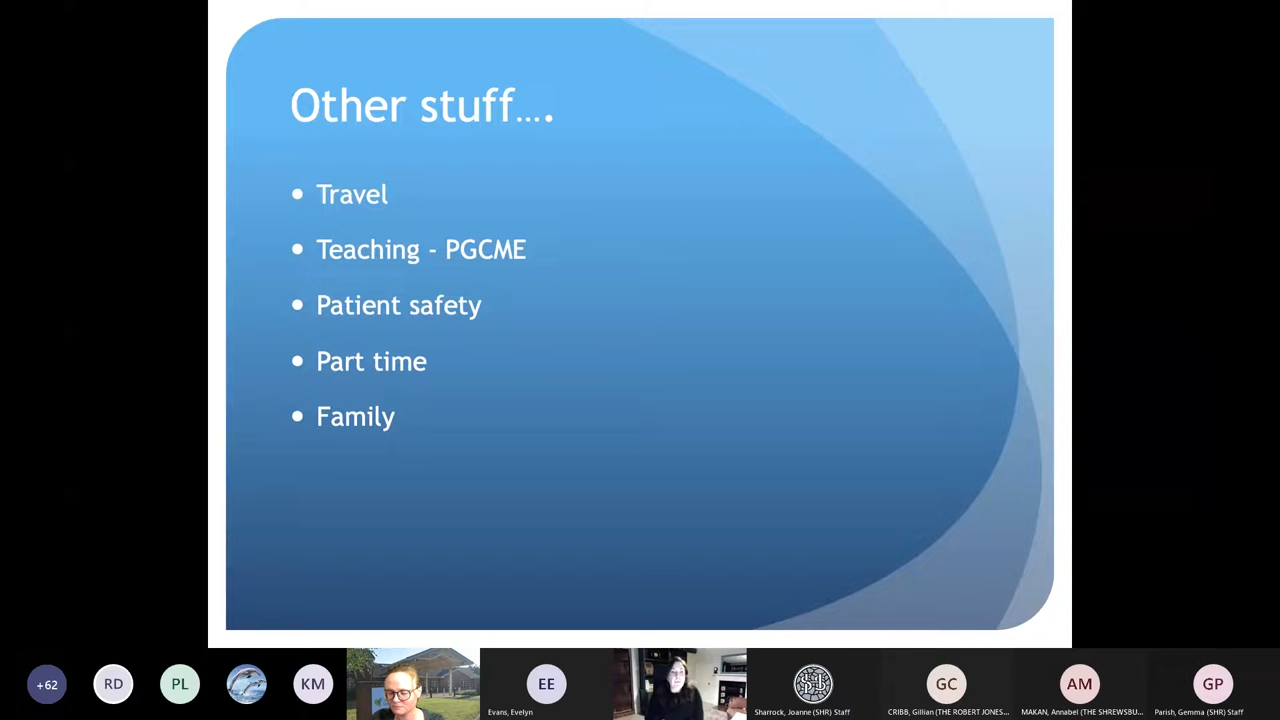 Other stuff….
Travel
Teaching - PGCME
Patient safety
Part time
Family
+62
RD
PL
KM
EE
Evans, Evelyn
Sharrock, Joanne (SHR) Staff
GC
CRIBB, Gillian (THE ROBERT JONES...
AM
MAKAN, Annabel (THE SHREWSBU...
GP
Parish, Gemma (SHR) Staff